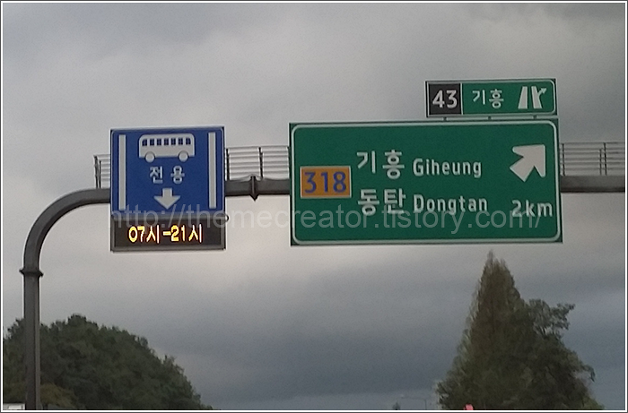 전용
07시-21시
43 기흥
318
기흥 Giheung
동탄 Dongtan
2km
http://themecreator.tistory.com